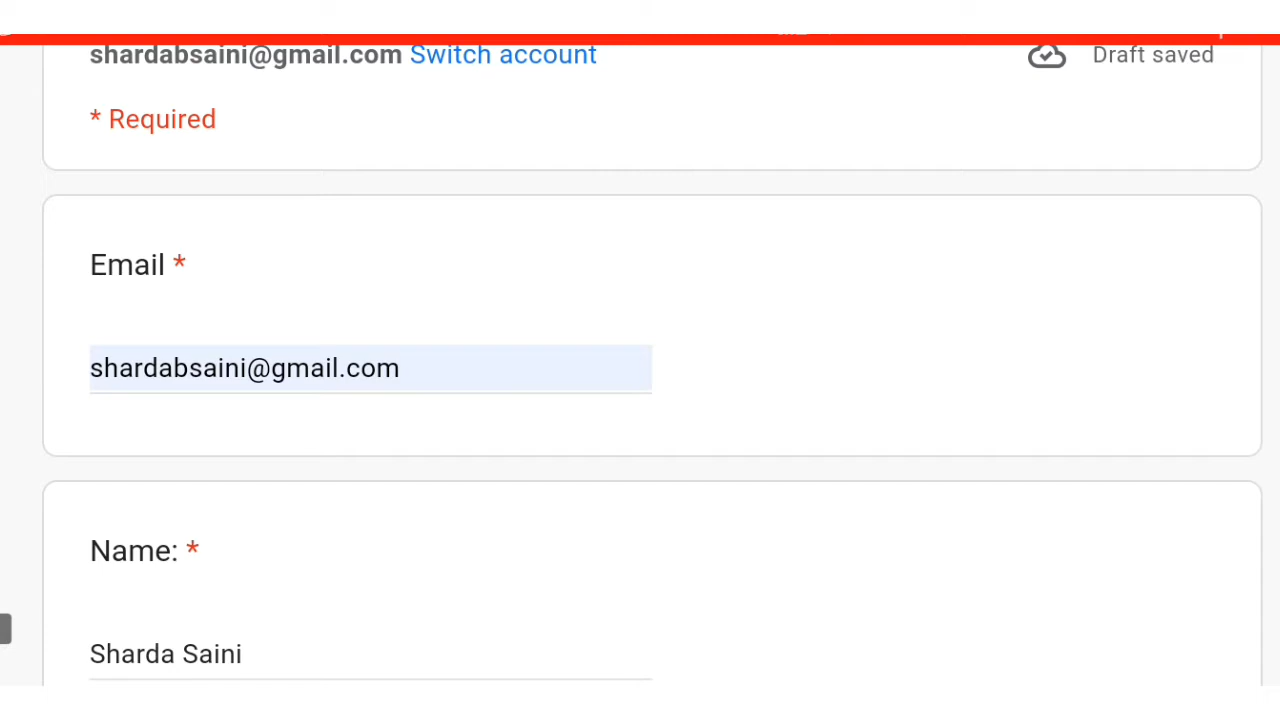 shardabsaini@gmail.com Switch account Draft saved
* Required
Email *
shardabsaini@gmail.com
Name: *
Sharda Saini